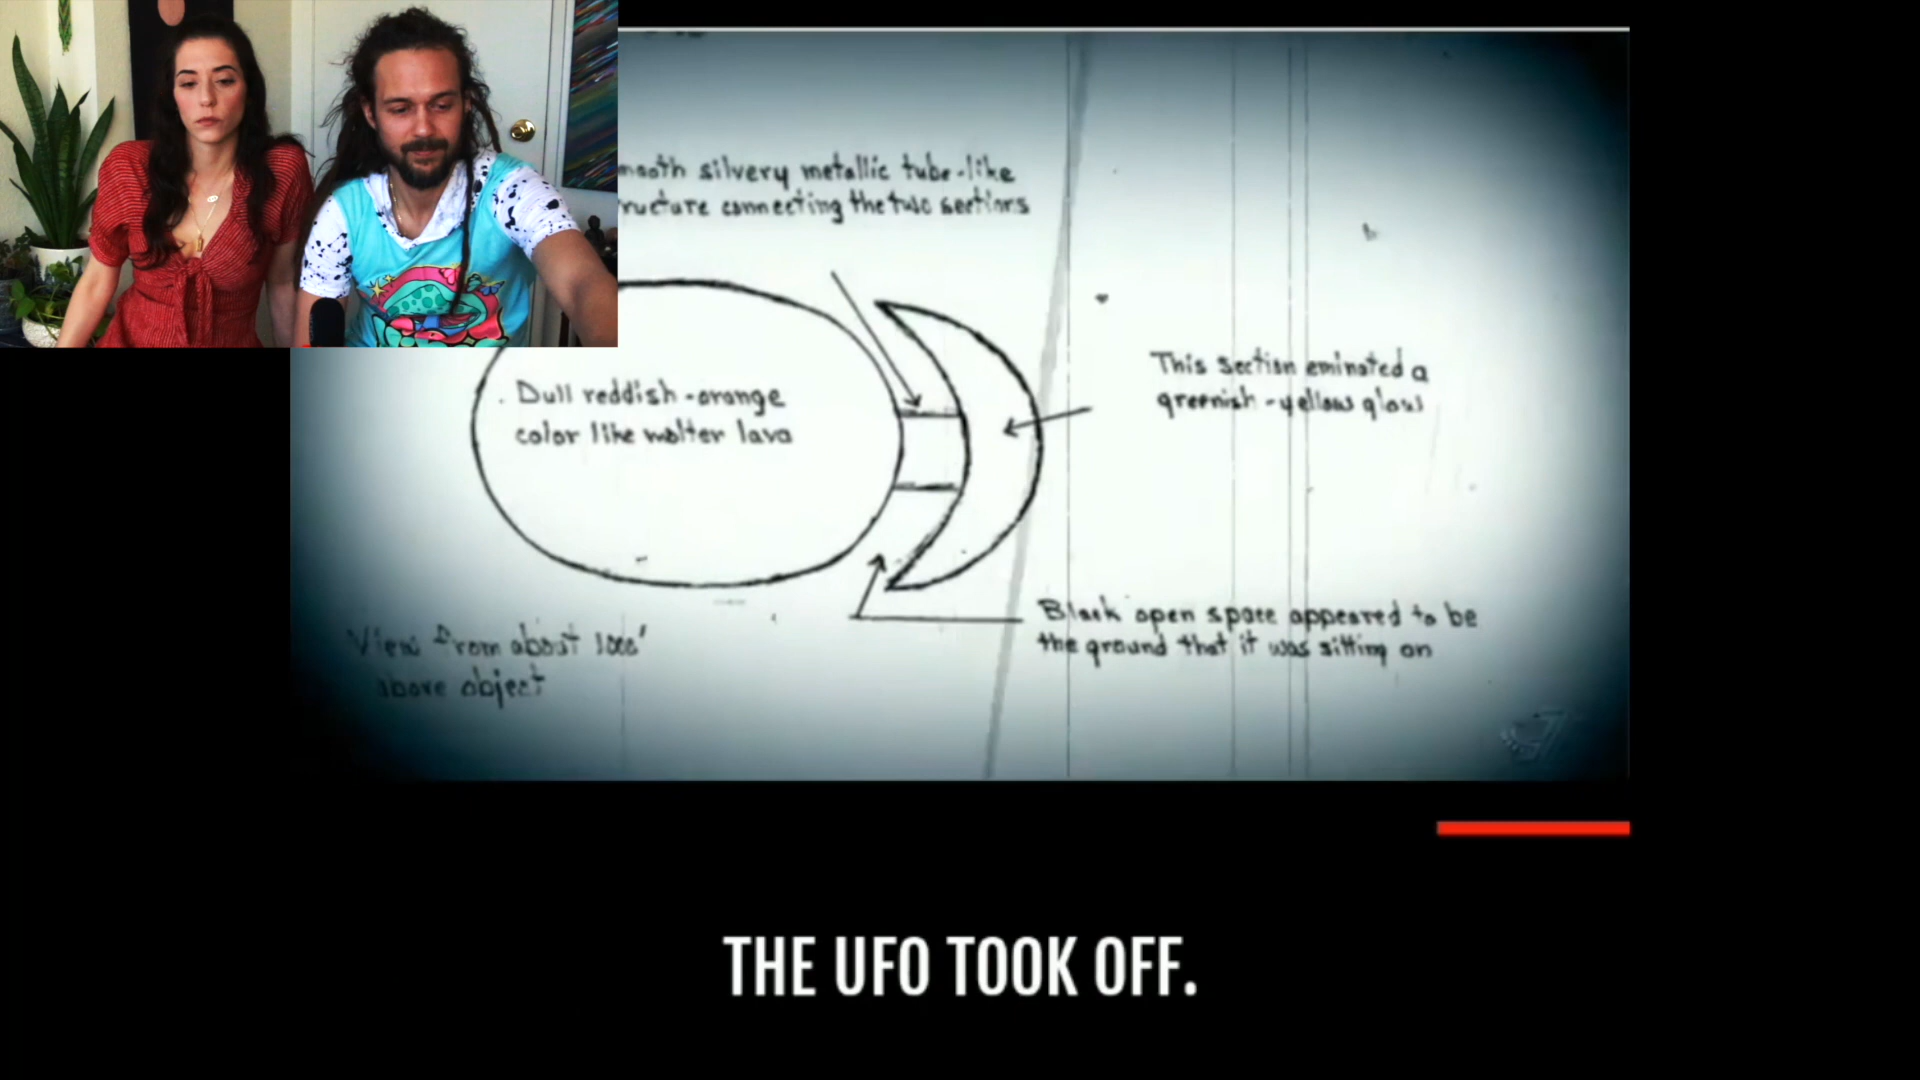 mooth silvery metallic tube-like
ructure connecting the two sections
Dull reddish-orange
color like molten lava
This section eminated a
greenish-yellow glow
Black open space appeared to be
the ground that it was sitting on
View from about
above object
THE UFO TOOK OFF.